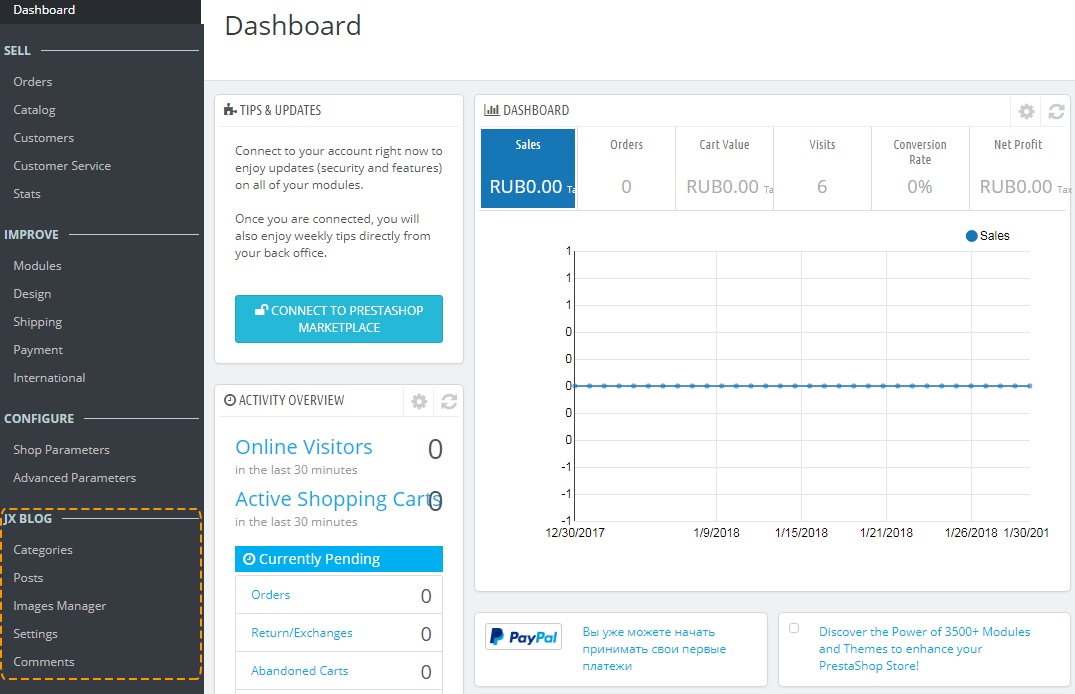 Dashboard
SELL
Orders
Catalog
Customers
Customer Service
Stats
IMPROVE
Modules
Design
Shipping
Payment
International
CONFIGURE
Shop Parameters
Advanced Parameters
JX BLOG
Categories
Posts
Images Manager
Settings
Comments
Dashboard
TIPS & UPDATES
Connect to your account right now to
enjoy updates (security and features)
on all of your modules.
Once you are connected, you will
also enjoy weekly tips directly from
your back office.
CONNECT TO PRESTASHOP
MARKETPLACE
ACTIVITY OVERVIEW
Online Visitors 0
in the last 30 minutes
Active Shopping Carts 0
in the last 30 minutes
Currently Pending
Orders 0
Return/Exchanges 0
Abandoned Carts 0
DASHBOARD
Sales
RUB0.00 Ta
Orders
0
Cart Value
RUB0.00 Ta
Visits
6
Conversion
Rate
0%
Net Profit
RUB0.00 Tax
Sales
1
1
1
0
0
0
0
0
-1
-1
-1
12/30/2017 1/9/2018 1/15/2018 1/21/2018 1/26/2018 1/30/201
PayPal
Вы уже можете начать
принимать свои первые
платежи
Discover the Power of 3500+ Modules
and Themes to enhance your
PrestaShop Store!